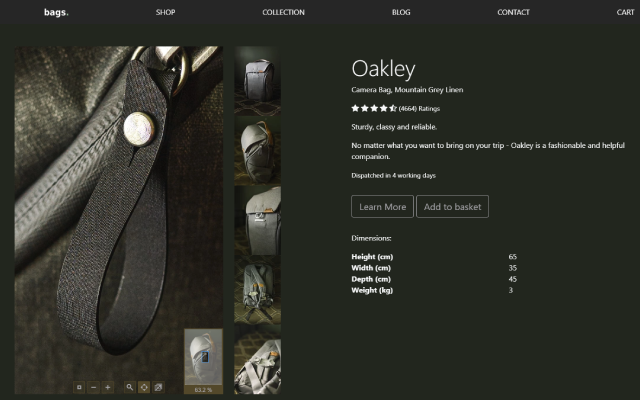 bags. SHOP COLLECTION BLOG CONTACT CART
Oakley
Camera Bag, Mountain Grey Linen
(4664) Ratings
Sturdy, classy and reliable.
No matter what you want to bring on your trip - Oakley is a fashionable and helpful
companion.
Dispatched in 4 working days
Learn More Add to basket
Dimensions:
Height (cm) 65
Width (cm) 35
Depth (cm) 45
Weight (kg) 3
63.2 %